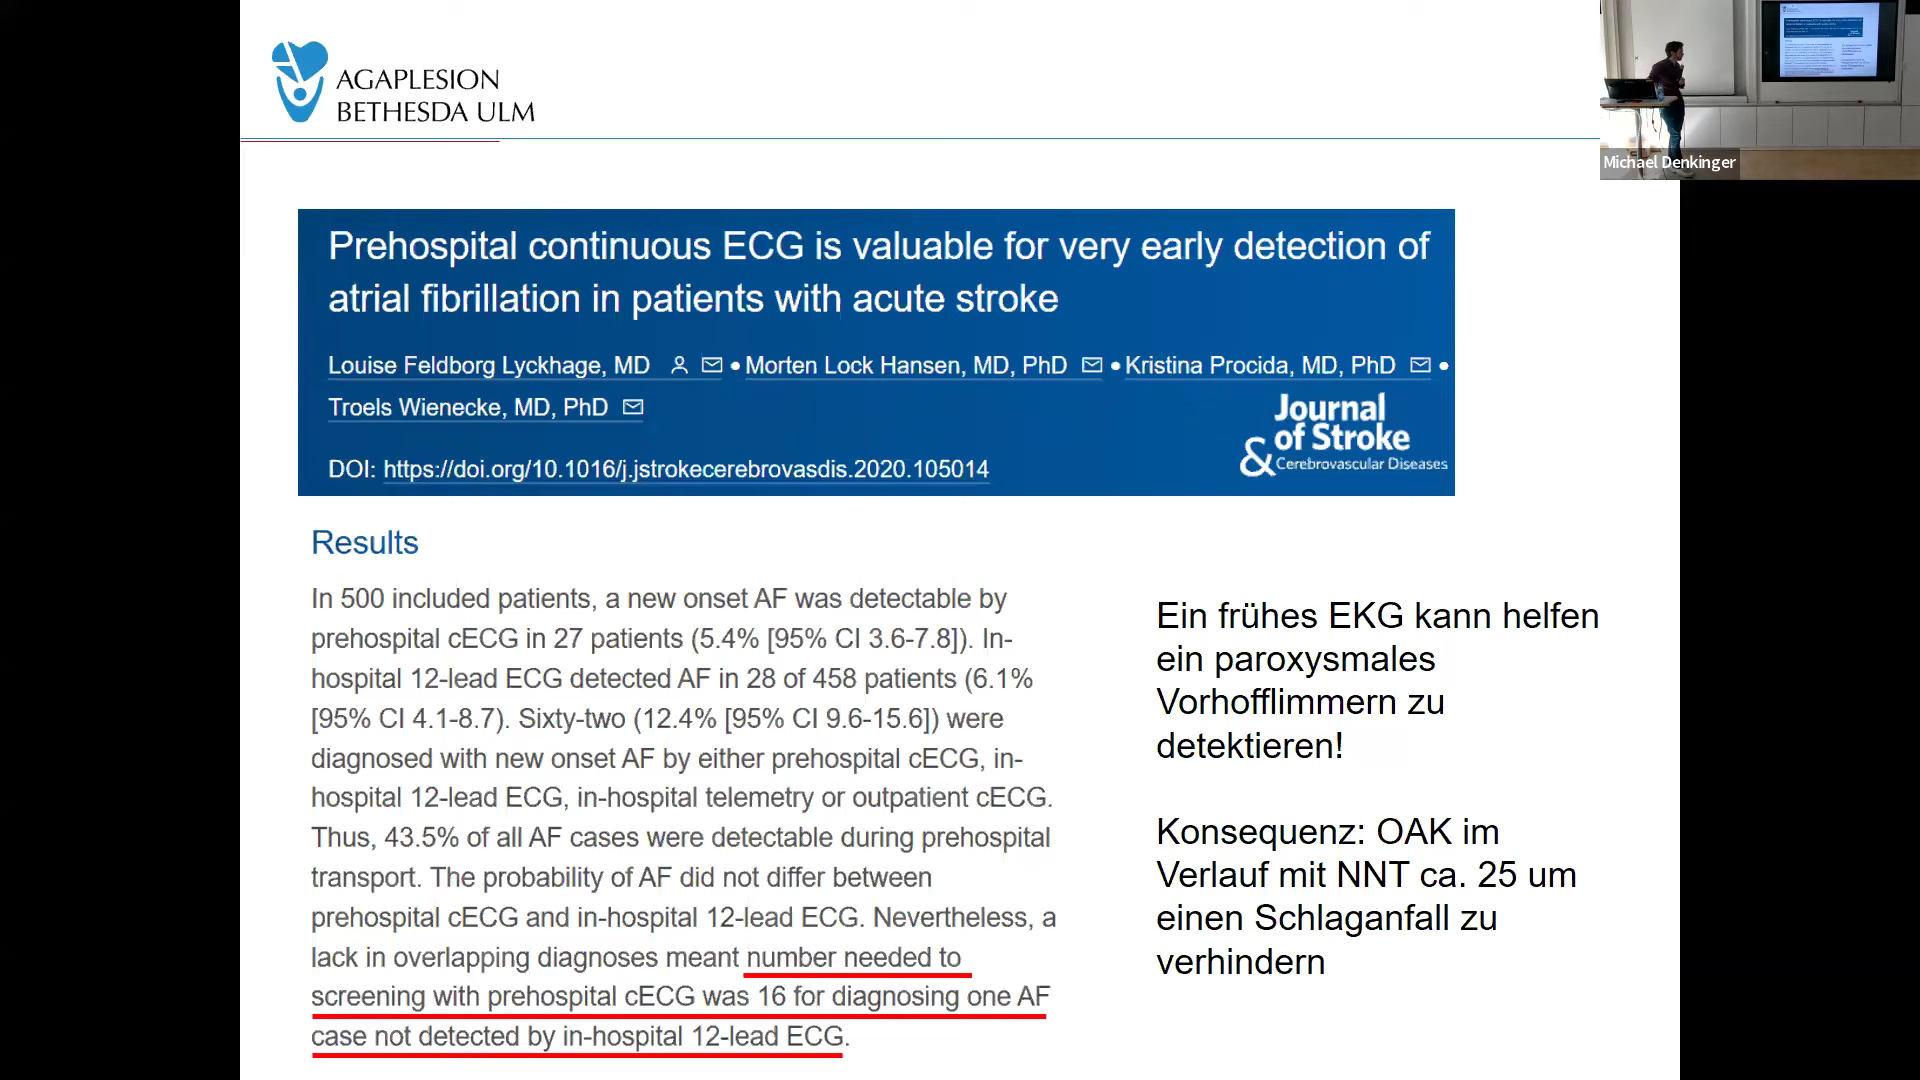 AGAPLESION
BETHESDA ULM
Michael Denkinger
Prehospital continuous ECG is valuable for very early detection of
atrial fibrillation in patients with acute stroke
Louise Feldborg Lyckhage, MD • Morten Lock Hansen, MD, PhD • Kristina Procida, MD, PhD •
Troels Wienecke, MD, PhD
Journal
of Stroke
& Cerebrovascular Diseases
DOI: https://doi.org/10.1016/j.jstrokecerebrovasdis.2020.105014
Results
In 500 included patients, a new onset AF was detectable by
prehospital cECG in 27 patients (5.4% [95% CI 3.6-7.8]). In-
hospital 12-lead ECG detected AF in 28 of 458 patients (6.1%
[95% CI 4.1-8.7). Sixty-two (12.4% [95% CI 9.6-15.6]) were
diagnosed with new onset AF by either prehospital cECG, in-
hospital 12-lead ECG, in-hospital telemetry or outpatient cECG.
Thus, 43.5% of all AF cases were detectable during prehospital
transport. The probability of AF did not differ between
prehospital cECG and in-hospital 12-lead ECG. Nevertheless, a
lack in overlapping diagnoses meant number needed to
screening with prehospital cECG was 16 for diagnosing one AF
case not detected by in-hospital 12-lead ECG.
Ein frühes EKG kann helfen
ein paroxysmales
Vorhofflimmern zu
detektieren!
Konsequenz: OAK im
Verlauf mit NNT ca. 25 um
einen Schlaganfall zu
verhindern